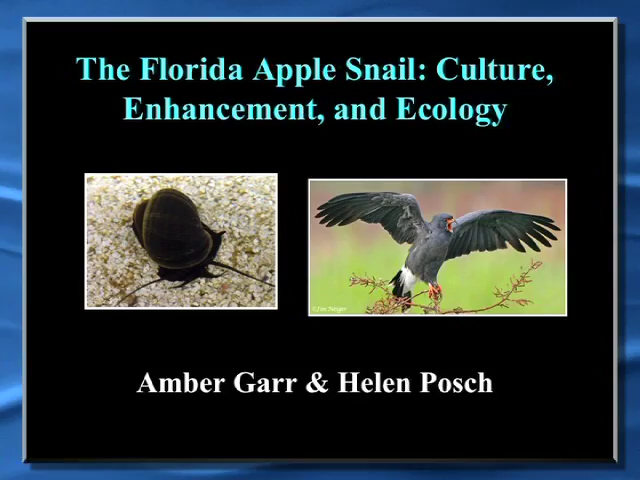 The Florida Apple Snail: Culture,
Enhancement, and Ecology
Amber Garr & Helen Posch